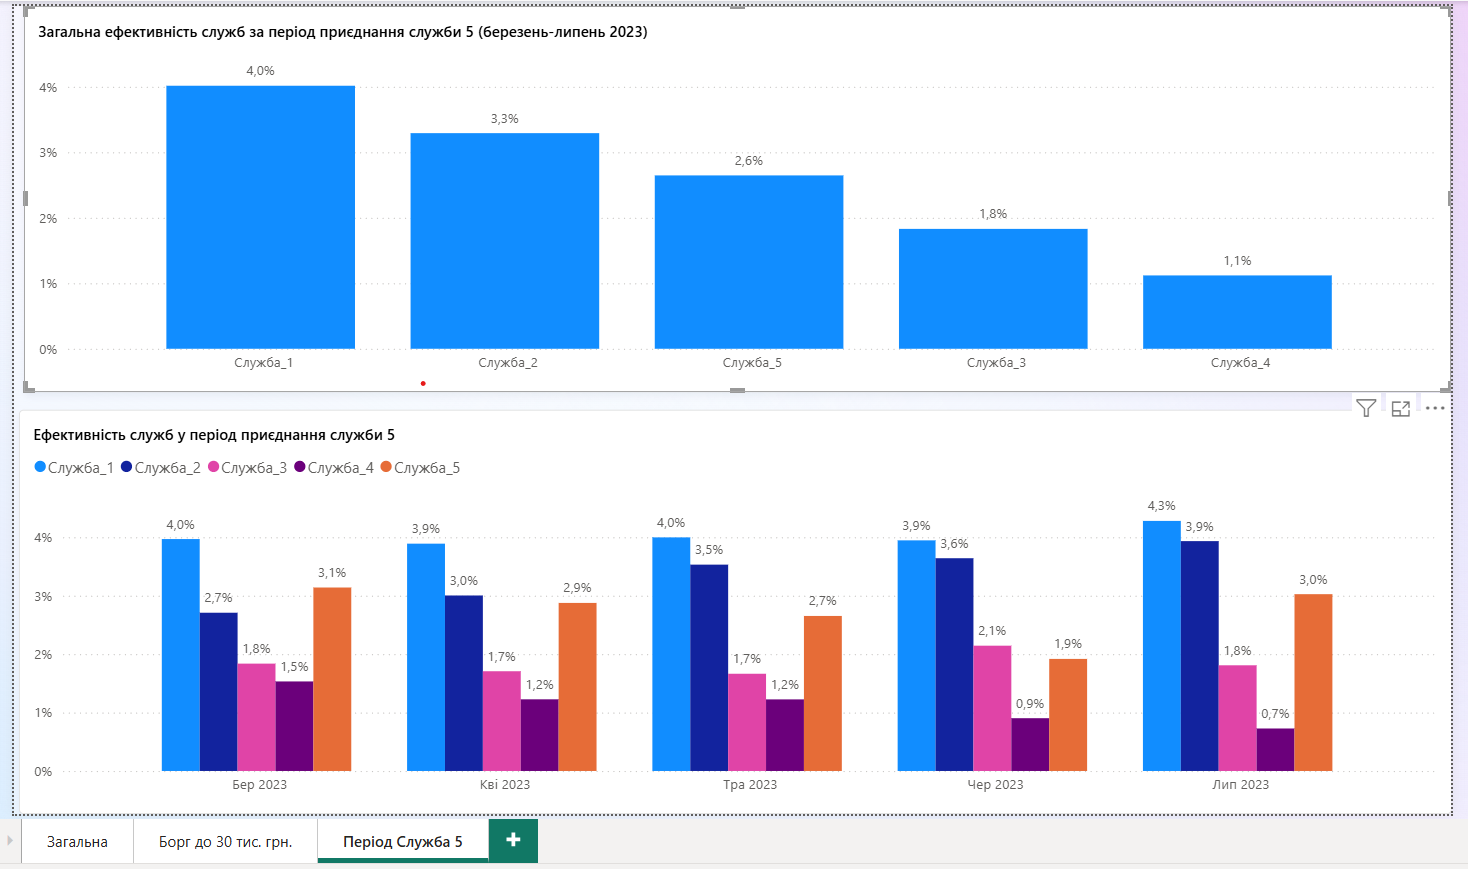 Загальна ефективність служб за період приєднання служби 5 (березень-липень 2023)
4%
3%
2%
1%
0%
4,0%
3,3%
2,6%
1,8%
1,1%
Служба_1
Служба_2
Служба_5
Служба_3
Служба_4
Ефективність служб у період приєднання служби 5
Служба_1 Служба_2 Служба_3 Служба_4 Служба_5
4%
3%
2%
1%
0%
4,0%
2,7%
1,8%
1,5%
3,1%
3,9%
3,0%
1,7%
1,2%
2,9%
4,0%
3,5%
1,7%
1,2%
2,7%
3,9%
3,6%
2,1%
0,9%
1,9%
4,3%
3,9%
1,8%
0,7%
3,0%
Бер 2023
Кві 2023
Тра 2023
Чер 2023
Лип 2023
Загальна
Борг до 30 тис. грн.
Період Служба 5